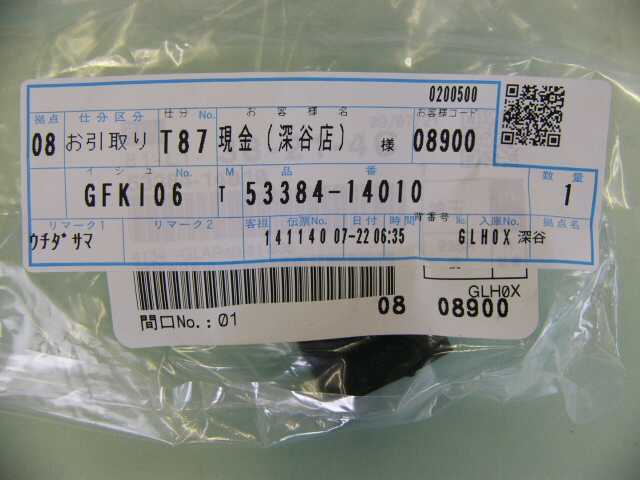 0200500
拠点 仕分区分 仕分No. お客様名 お客様コード
08 お引取り T87 現金(深谷店) 様 08900
イシュ M 品番 数量
GFKI06 T 53384-14010 1
リマーク1 リマーク2 客担 伝票No. 日付 時間 入庫No. 拠点名
ウチダサマ 141140 07-22 06:35 GLH0X 深谷
GLH0X
08 08900
間口No.:01